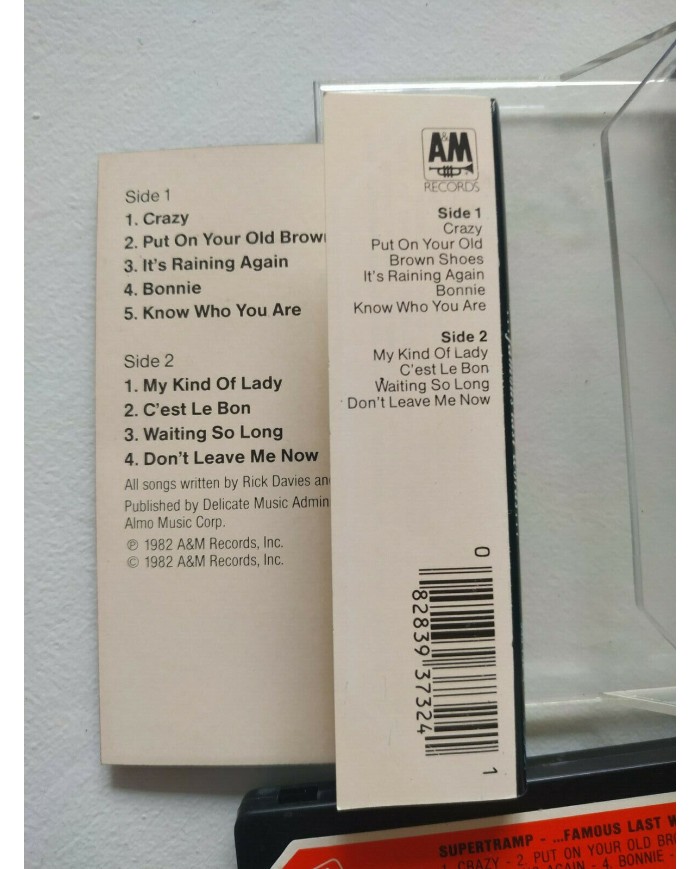 Side 1
1. Crazy
2. Put On Your Old Brow
3. It's Raining Again
4. Bonnie
5. Know Who You Are
Side 2
1. My Kind Of Lady
2. C'est Le Bon
3. Waiting So Long
4. Don't Leave Me Now
All songs written by Rick Davies an
Published by Delicate Music Admin
Almo Music Corp.
℗ 1982 A&M Records, Inc.
© 1982 A&M Records, Inc.
A&M
RECORDS
Side 1
Crazy
Put On Your Old
Brown Shoes
It's Raining Again
Bonnie
Know Who You Are
Side 2
My Kind Of Lady
C'est Le Bon
Waiting So Long
Don't Leave Me Now
0 82839 37324 1
SUPERTRAMP - ...FAMOUS LAST W
1. CRAZY - 2. PUT ON YOUR OLD BRO
AGAIN - 4. BONNIE -